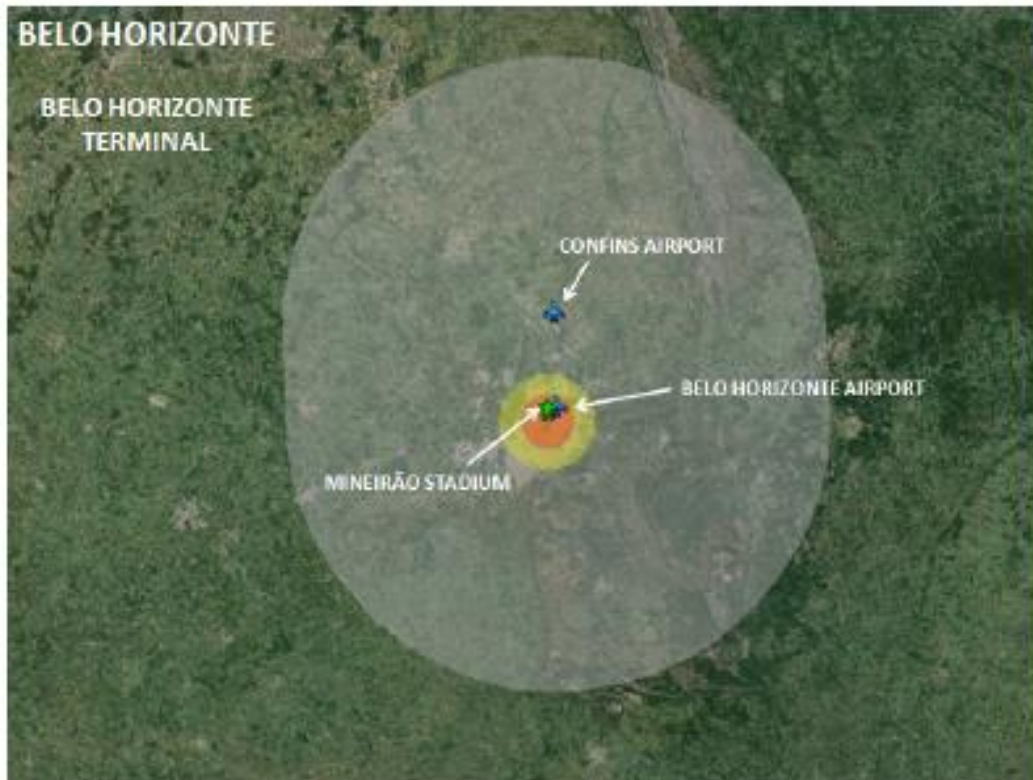 BELO HORIZONTE
BELO HORIZONTE
TERMINAL
CONFINS AIRPORT
BELO HORIZONTE AIRPORT
MINEIRÃO STADIUM